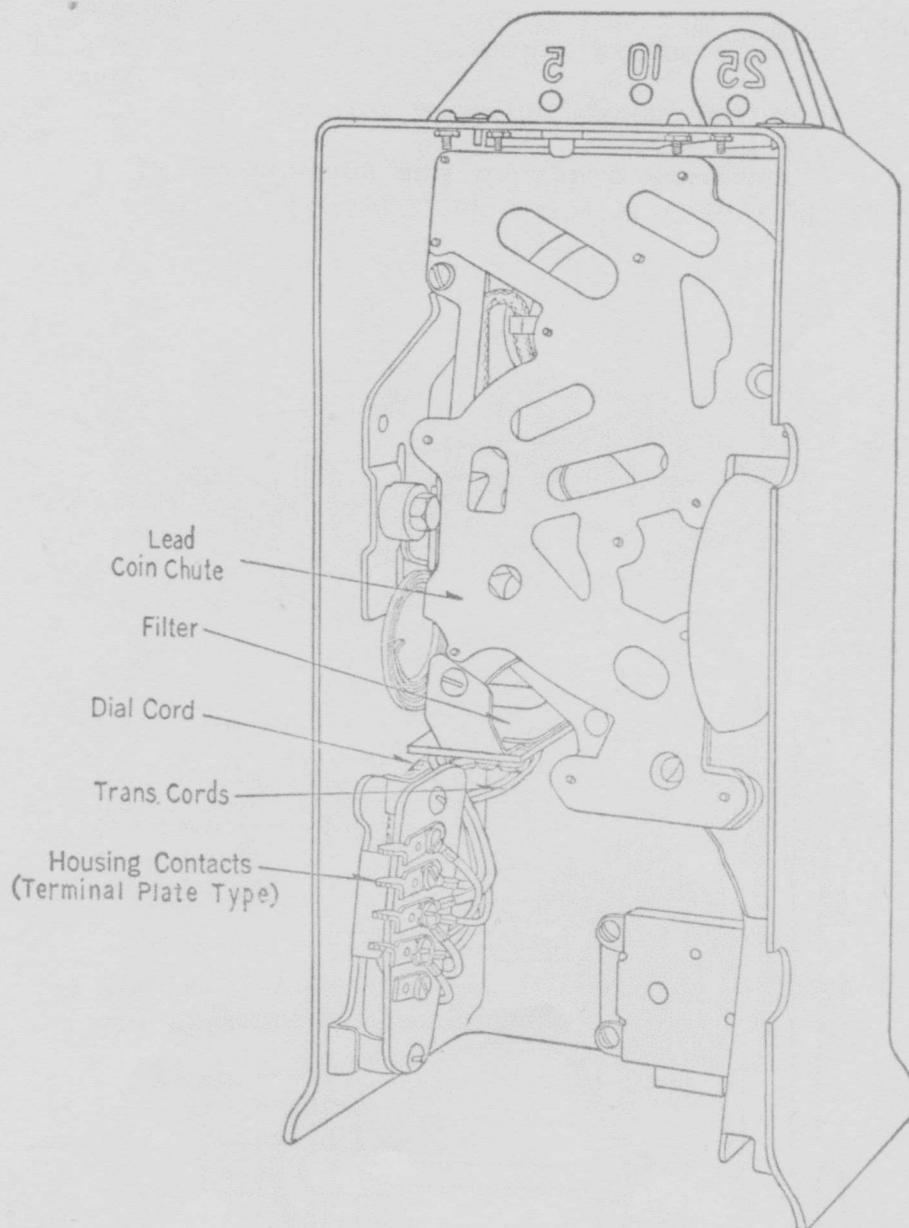 5 10 25
Lead
Coin Chute
Filter
Dial Cord
Trans. Cords
Housing Contacts
(Terminal Plate Type)